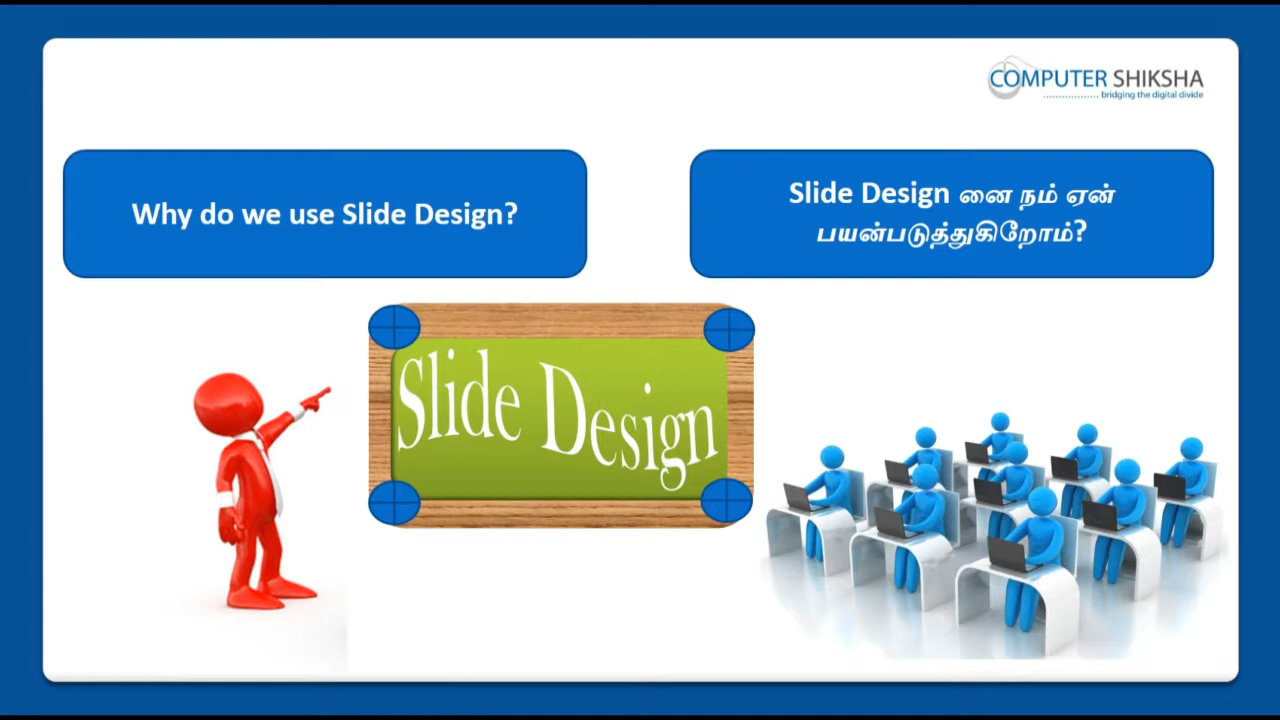 COMPUTER SHIKSHA
bridging the digital divide
Why do we use Slide Design?
Slide Design னை நம் ஏன்
பயன்படுத்துகிறோம்?
Slide Design